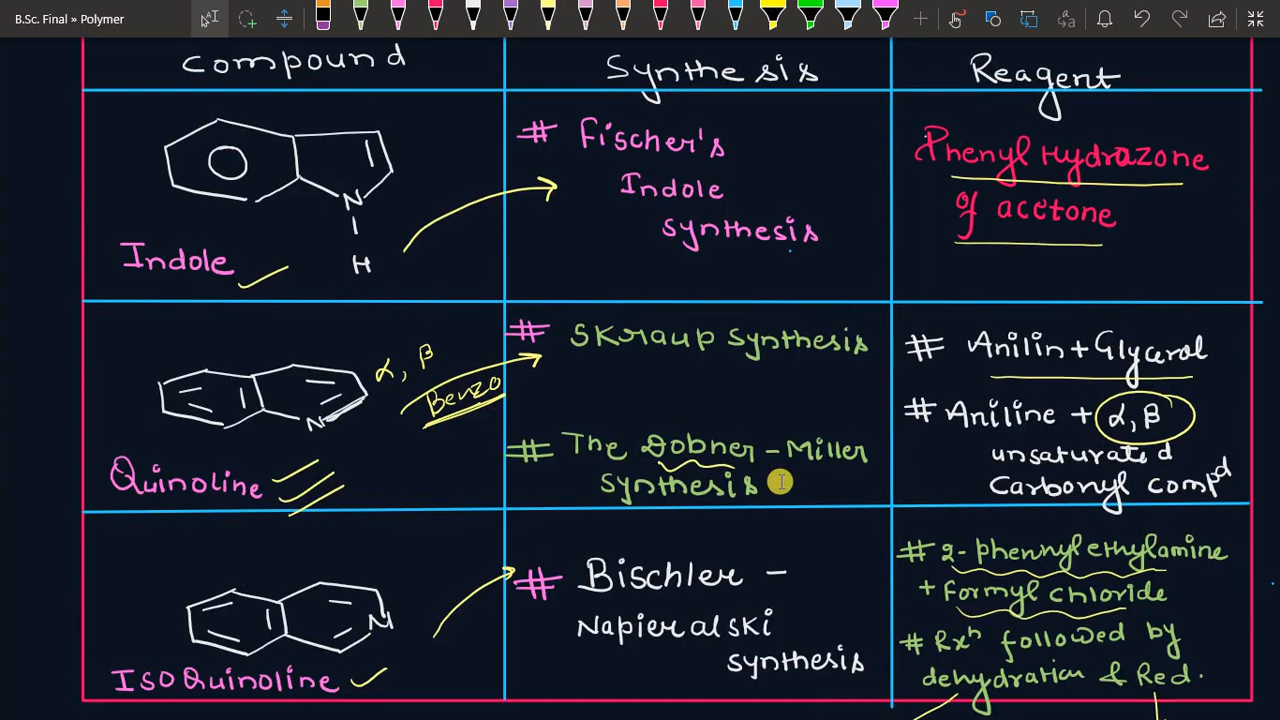 B.Sc. Final » Polymer
Compound
Synthesis
Reagent
N
H
Indole
# Fischer's
Indole
synthesis
Phenyl Hydrazone
of acetone
N
α, β
Benzo
Quinoline
# Skraup synthesis
# The Dobner - Miller
Synthesis
# Anilin + Glycerol
# Aniline + α, β
unsaturated
Carbonyl compd
N
IsoQuinoline
# Bischler -
Napieralski
synthesis
# 2-phennyl ethylamine
+ formyl chloride
# Rxn followed by
dehydration & Red.